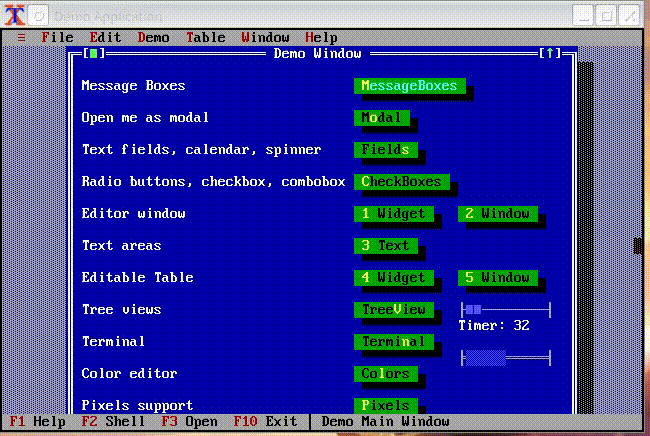 Demo Application
≡ File Edit Demo Table Window Help
[■] Demo Window [↑]
Message Boxes MessageBoxes
Open me as modal Modal
Text fields, calendar, spinner Fields
Radio buttons, checkbox, combobox CheckBoxes
Editor window 1 Widget 2 Window
Text areas 3 Text
Editable Table 4 Widget 5 Window
Tree views TreeView
Timer: 32
Terminal Terminal
Color editor Colors
Pixels support Pixels
F1 Help F2 Shell F3 Open F10 Exit Demo Main Window